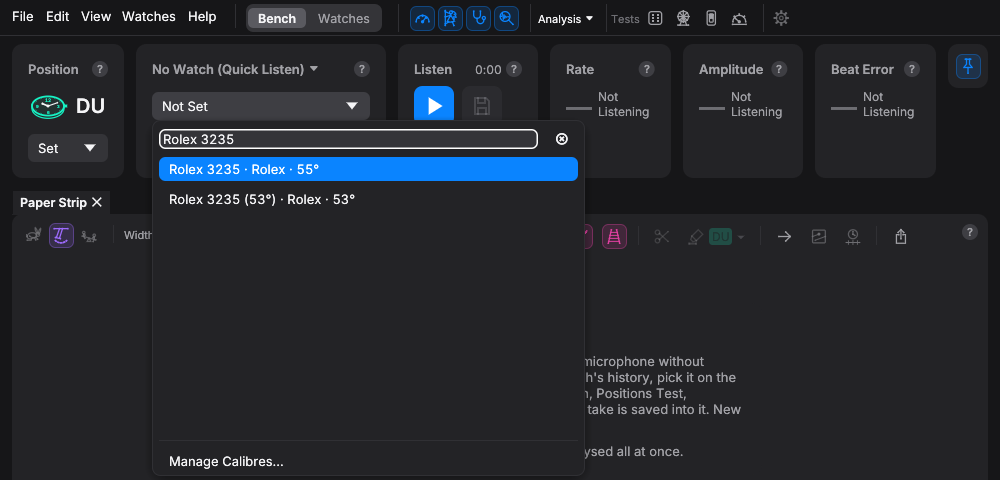 File Edit View Watches Help
Bench Watches
Analysis
Tests
Position ?
DU
Set
No Watch (Quick Listen) ?
Not Set
Listen 0:00 ?
Rate ?
Not
Listening
Amplitude ?
Not
Listening
Beat Error ?
Not
Listening
Rolex 3235
Rolex 3235 · Rolex · 55°
Rolex 3235 (53°) · Rolex · 53°
Manage Calibres...
Paper Strip
Width
DU
?
microphone without
h's history, pick it on the
n, Positions Test,
take is saved into it. New
ysed all at once.